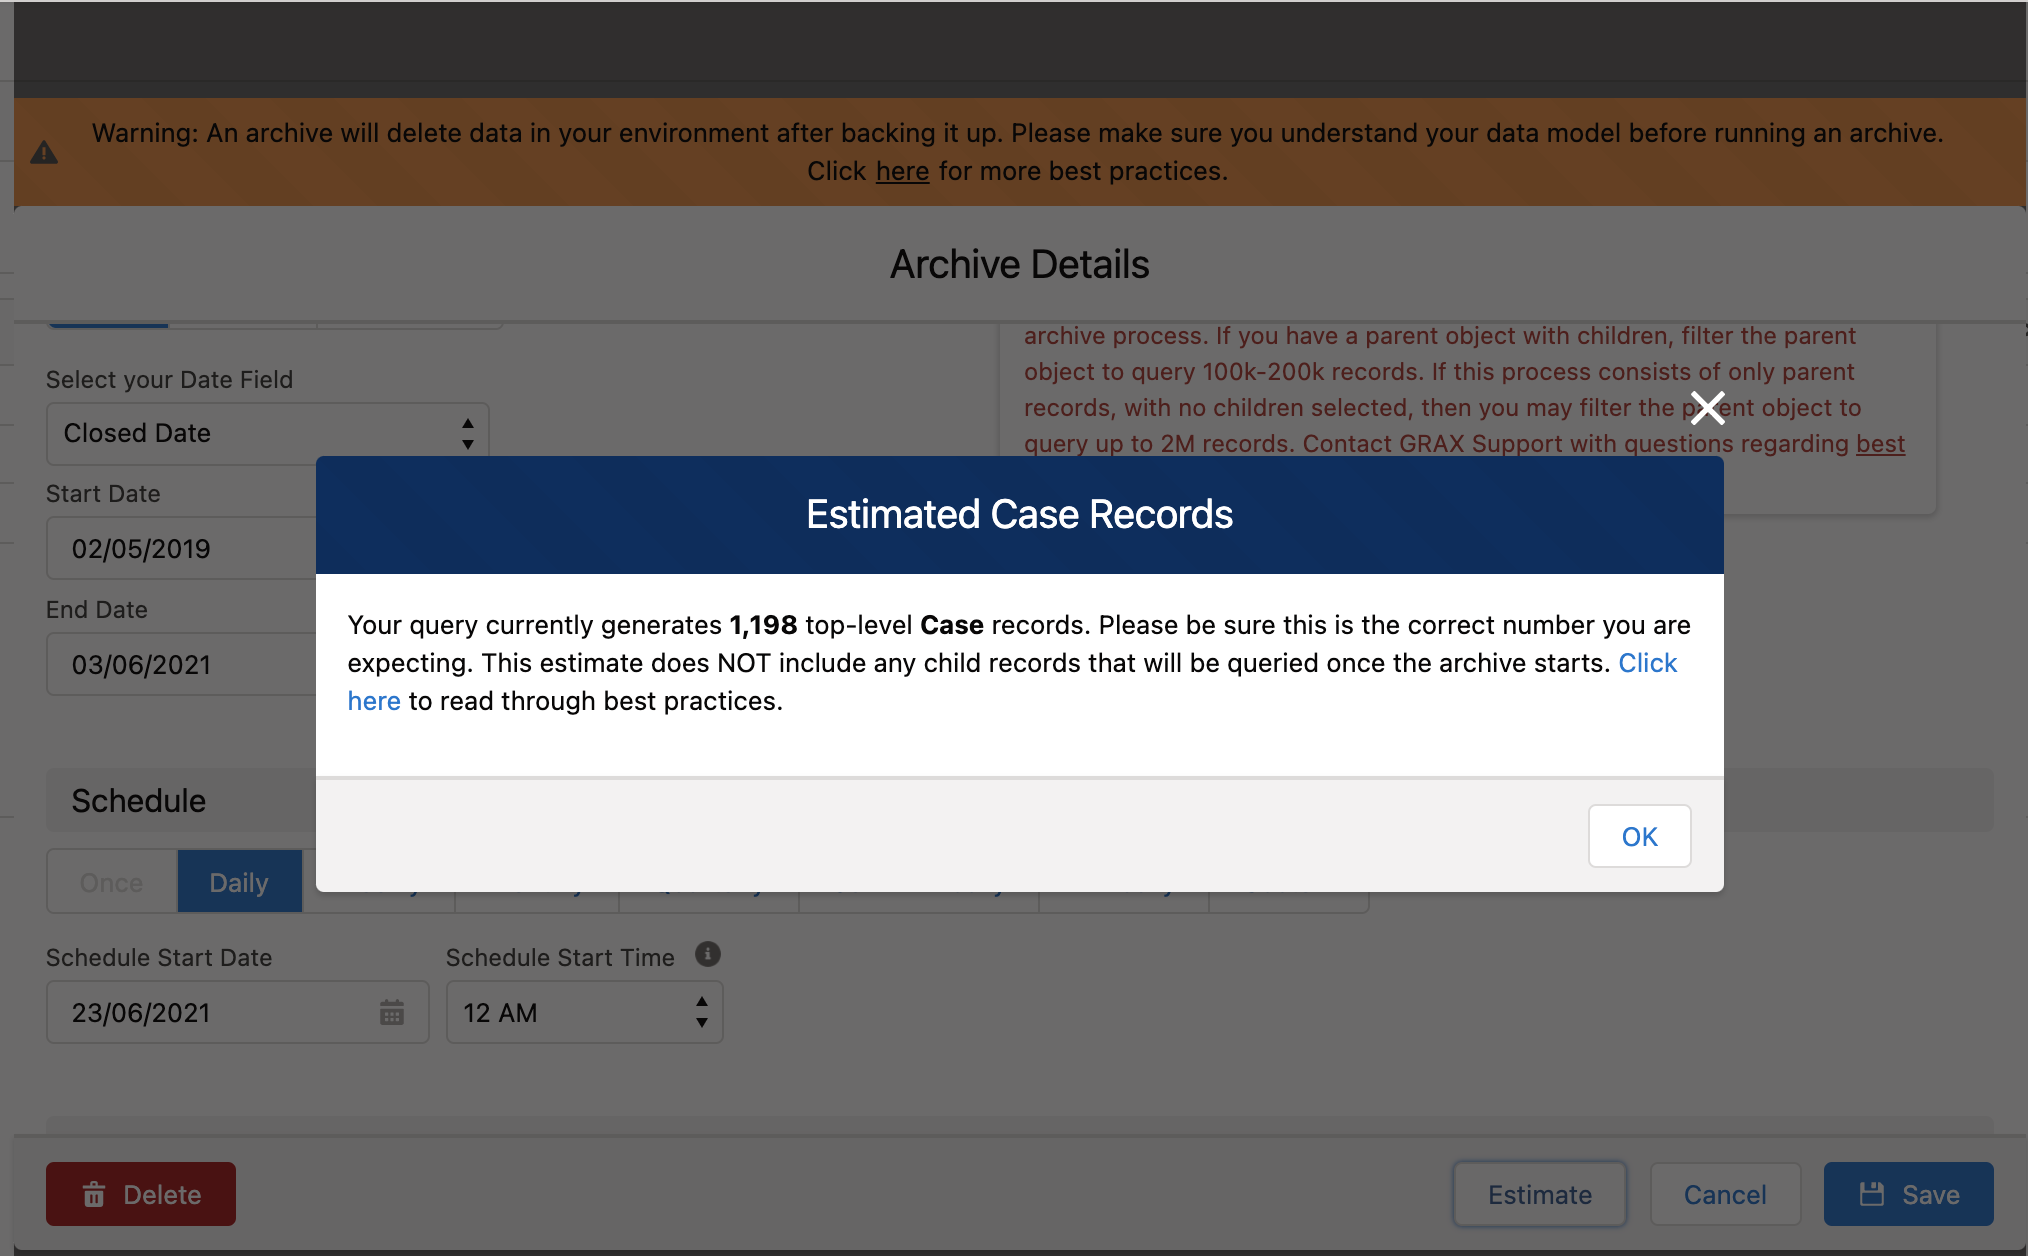 Warning: An archive will delete data in your environment after backing it up. Please make sure you understand your data model before running an archive.
Click here for more best practices.
Archive Details
archive process. If you have a parent object with children, filter the parent
object to query 100k-200k records. If this process consists of only parent
records, with no children selected, then you may filter the parent object to
query up to 2M records. Contact GRAX Support with questions regarding best
Select your Date Field
Closed Date
Start Date
02/05/2019
End Date
03/06/2021
Estimated Case Records
Your query currently generates 1,198 top-level Case records. Please be sure this is the correct number you are
expecting. This estimate does NOT include any child records that will be queried once the archive starts. Click
here to read through best practices.
OK
Schedule
Once
Daily
Schedule Start Date
Schedule Start Time
23/06/2021
12 AM
Delete
Estimate
Cancel
Save